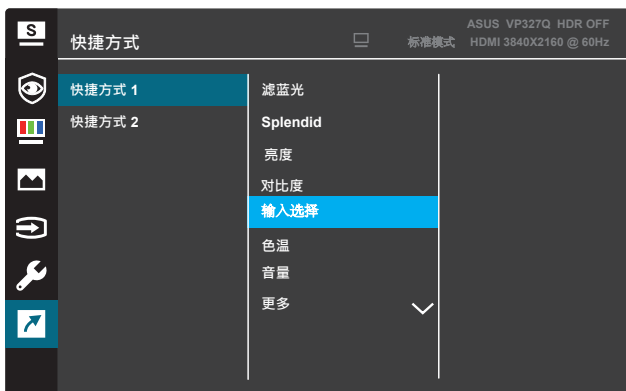 S
快捷方式
标准模式
ASUS VP327Q HDR OFF
HDMI 3840X2160 @ 60Hz
快捷方式 1
快捷方式 2
滤蓝光
Splendid
亮度
对比度
输入选择
色温
音量
更多